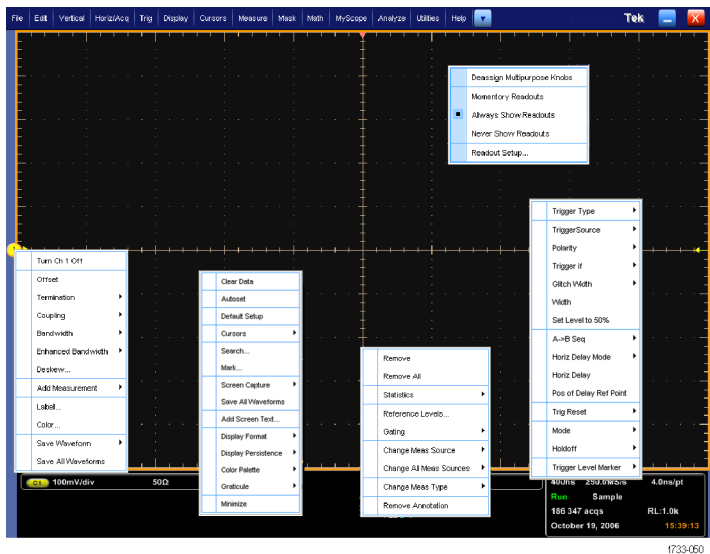 File Edit Vertical Horiz/Acq Trig Display Cursors Measure Mask Math MyScope Analyze Utilities Help Tek X
Deassign Multipurpose Knobs
Momentory Readouts
Always Show Readouts
Never Show Readouts
Readout Setup...
Trigger Type
TriggerSource
Polarity
Trigger if
Glitch Width
Width
Set Level to 50%
A->B Seq
Horiz Delay Mode
Horiz Delay
Pos of Delay Ref Point
Trig Reset
Mode
Holdoff
Trigger Level Marker
Turn Ch 1 Off
Offset
Termination
Coupling
Bandwidth
Enhanced Bandwidth
Deskew...
Add Measurement
Label...
Color...
Save Waveform
Save All Waveforms
Clear Data
Autoset
Default Setup
Cursors
Search...
Mark...
Screen Capture
Save All Waveforms
Add Screen Text...
Display Format
Display Persistence
Color Palette
Graticule
Minimize
Remove
Remove All
Statistics
Reference Levels...
Gating
Change Meas Source
Change All Meas Sources
Change Meas Type
Remove Annotation
C1 100mV/div 50Ω
400ns 250.0MS/s 4.0ns/pt
Run Sample
186 347 acqs RL:1.0k
October 19, 2006 15:39:13
1733-050